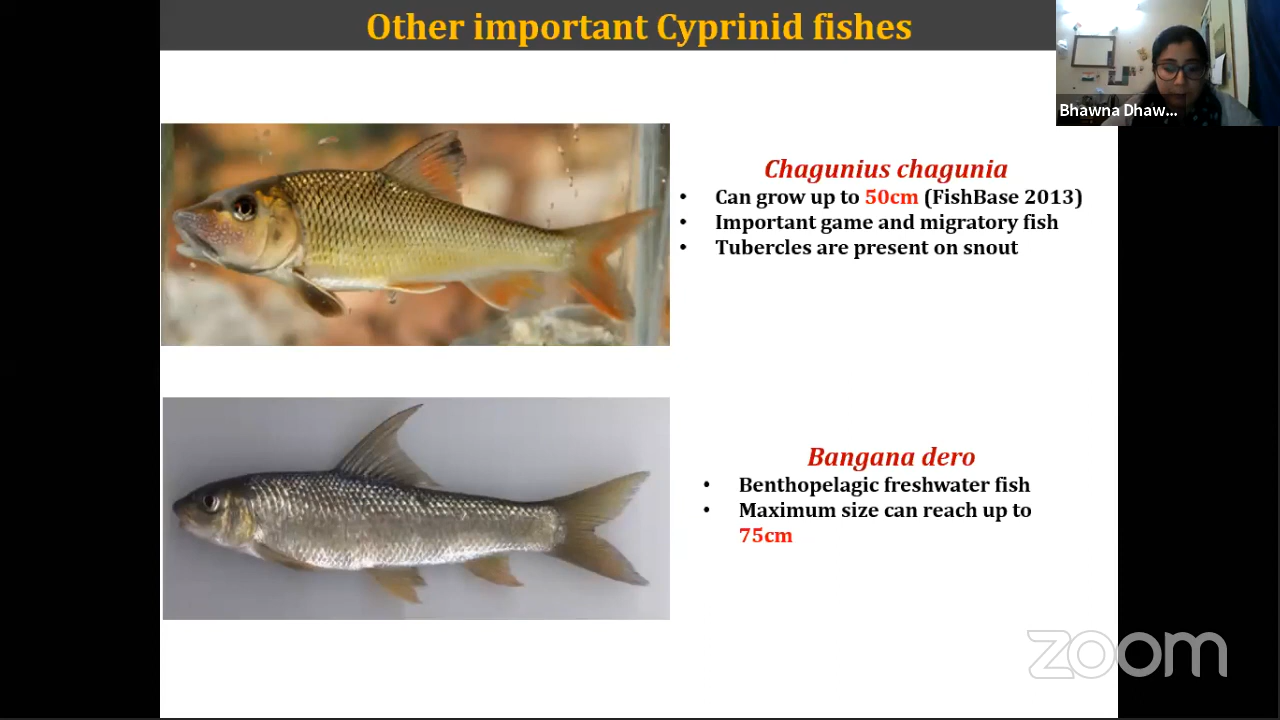 Other important Cyprinid fishes
Bhawna Dhaw...
Chagunius chagunia
• Can grow up to 50cm (FishBase 2013)
• Important game and migratory fish
• Tubercles are present on snout
Bangana dero
• Benthopelagic freshwater fish
• Maximum size can reach up to
75cm
zoom